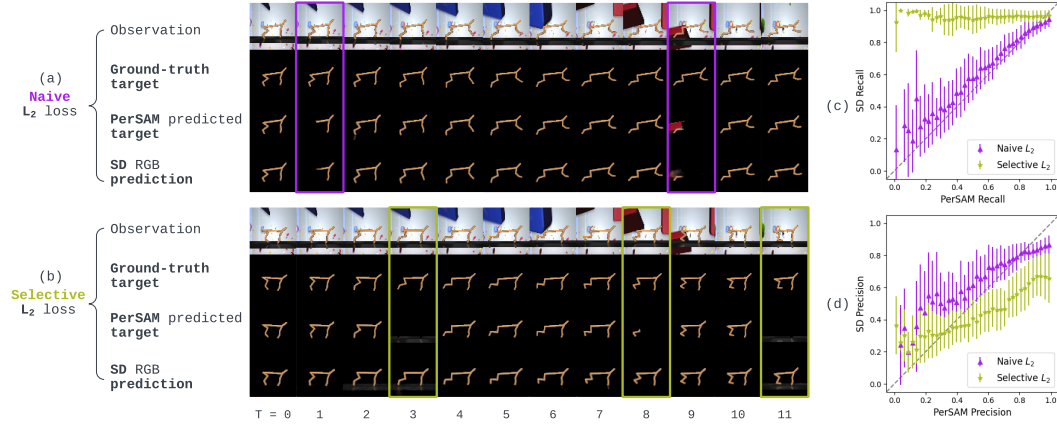 Observation
Ground-truth
target
(a)
Naive
L₂ loss
PerSAM predicted
target
SD RGB
prediction
Observation
Ground-truth
target
(b)
Selective
L₂ loss
PerSAM predicted
target
SD RGB
prediction
T = 0 1 2 3 4 5 6 7 8 9 10 11
(c)
SD Recall
1.0
0.8
0.6
0.4
0.2
0.0
Naive L₂
Selective L₂
0.0 0.2 0.4 0.6 0.8 1.0
PerSAM Recall
(d)
SD Precision
1.0
0.8
0.6
0.4
0.2
0.0
Naive L₂
Selective L₂
0.0 0.2 0.4 0.6 0.8 1.0
PerSAM Precision